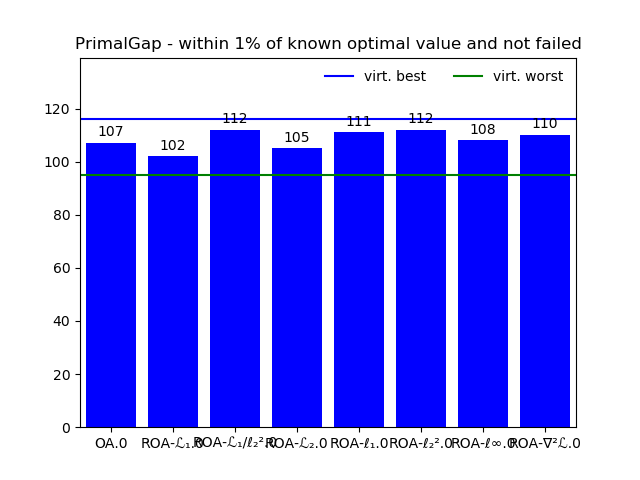 PrimalGap - within 1% of known optimal value and not failed
virt. best virt. worst
120
100
80
60
40
20
0
107 102 112 105 111 112 108 110
OA.0 ROA-ℒ₁.0 ROA-ℒ₁/ℓ₂².0 ROA-ℒ₂.0 ROA-ℓ₁.0 ROA-ℓ₂².0 ROA-ℓ∞.0 ROA-∇²ℒ.0